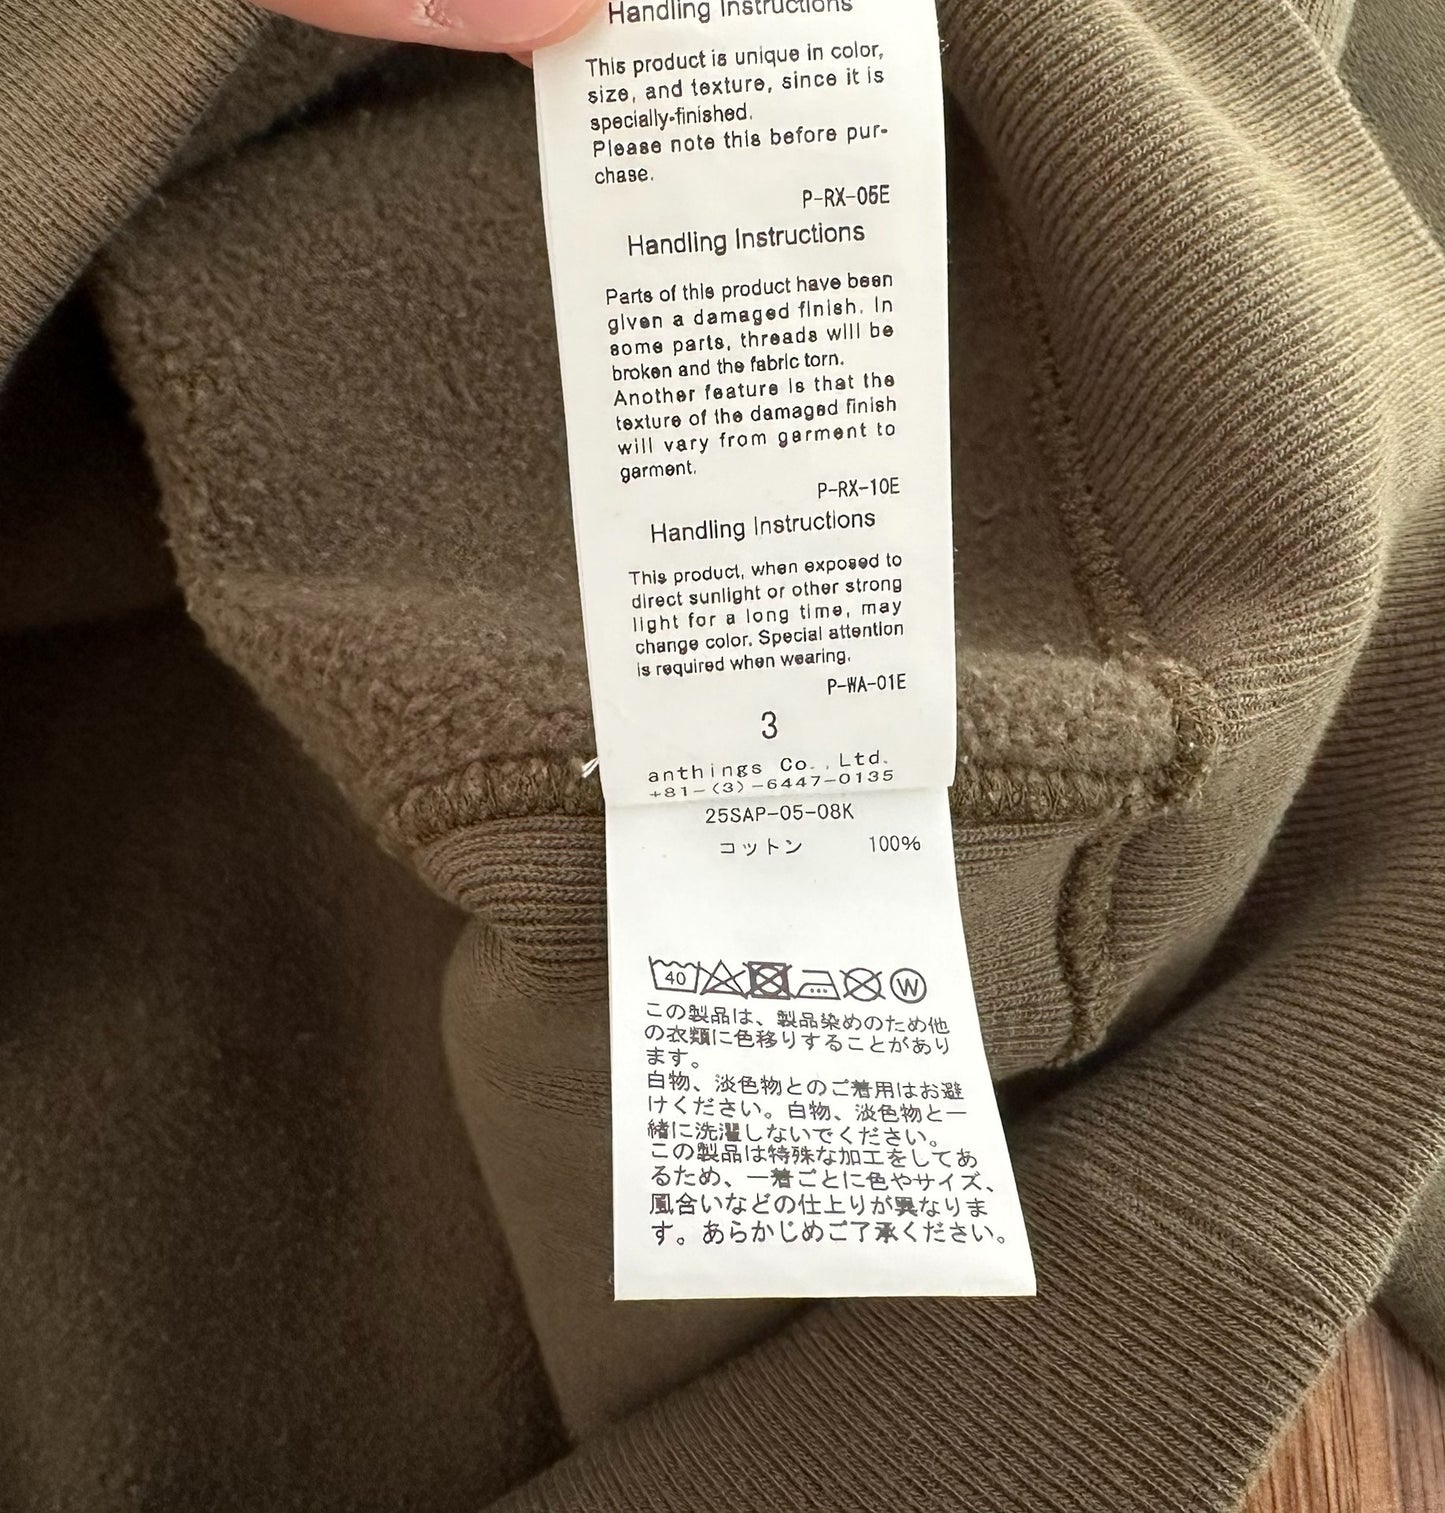 Handling Instructions
This product is unique in color,
size, and texture, since it is
specially-finished.
Please note this before pur-
chase.
P-RX-05E
Handling Instructions
Parts of this product have been
given a damaged finish. In
some parts, threads will be
broken and the fabric torn.
Another feature is that the
texture of the damaged finish
will vary from garment to
garment.
P-RX-10E
Handling Instructions
This product, when exposed to
direct sunlight or other strong
light for a long time, may
change color. Special attention
is required when wearing.
P-WA-01E
3
anthings Co., Ltd.
+81-(3)-6447-0135
25SAP-05-08K
コットン 100%
40 W
この製品は、製品染めのため他
の衣類に色移りすることがあり
ます。
白物、淡色物とのご着用はお避
けください。白物、淡色物と一
緒に洗濯しないでください。
この製品は特殊な加工をしてあ
るため、一着ごとに色やサイズ、
風合いなどの仕上りが異なりま
す。あらかじめご了承ください。